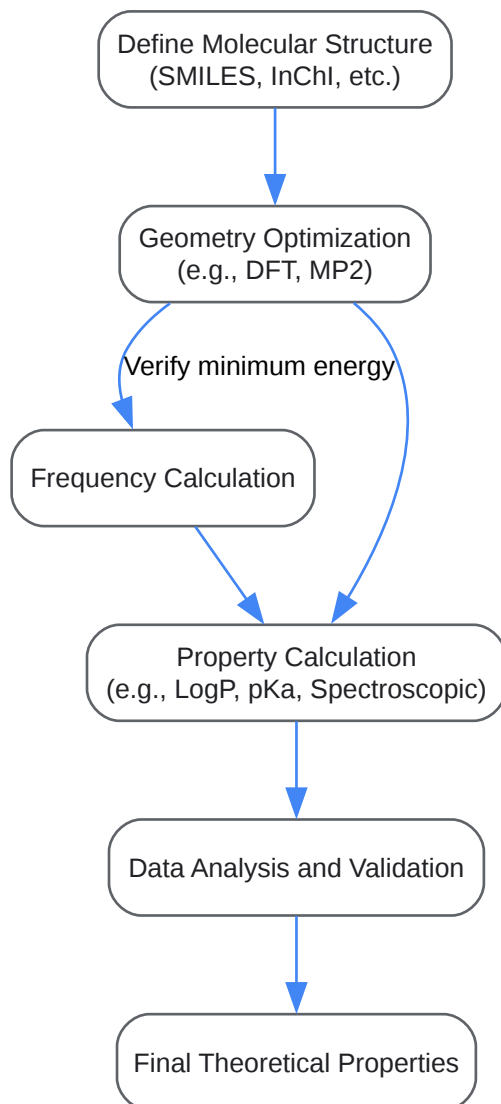 Define Molecular Structure
(SMILES, InChI, etc.)
Geometry Optimization
(e.g., DFT, MP2)
Verify minimum energy
Frequency Calculation
Property Calculation
(e.g., LogP, pKa, Spectroscopic)
Data Analysis and Validation
Final Theoretical Properties